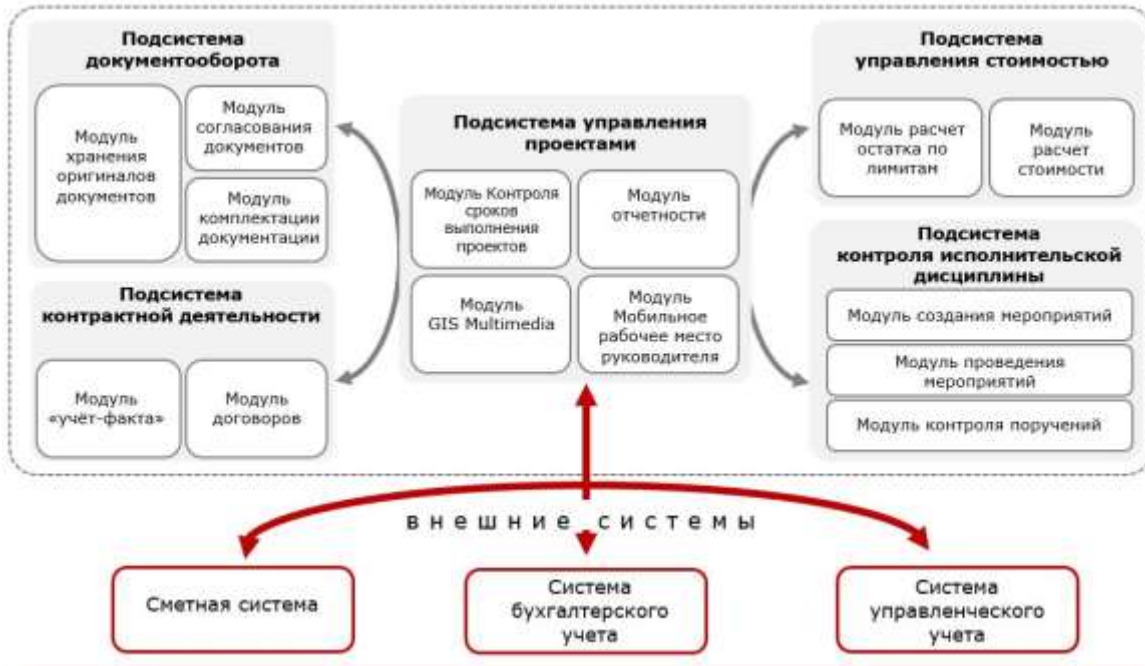 Подсистема
документооборота
Модуль
хранения
оригиналов
документов
Модуль
согласования
документов
Модуль
комплектации
документации
Подсистема
контрактной деятельности
Модуль
«учёт-факта»
Модуль
договоров
Подсистема управления
проектами
Модуль Контроля
сроков
выполнения
проектов
Модуль
отчетности
Модуль
GIS Multimedia
Модуль
Мобильное
рабочее место
руководителя
Подсистема
управления стоимостью
Модуль расчет
остатка по
лимитам
Модуль
расчет
стоимости
Подсистема
контроля исполнительской
дисциплины
Модуль создания мероприятий
Модуль проведения
мероприятий
Модуль контроля поручений
внешние системы
Сметная система
Система
бухгалтерского
учета
Система
управленческого
учета